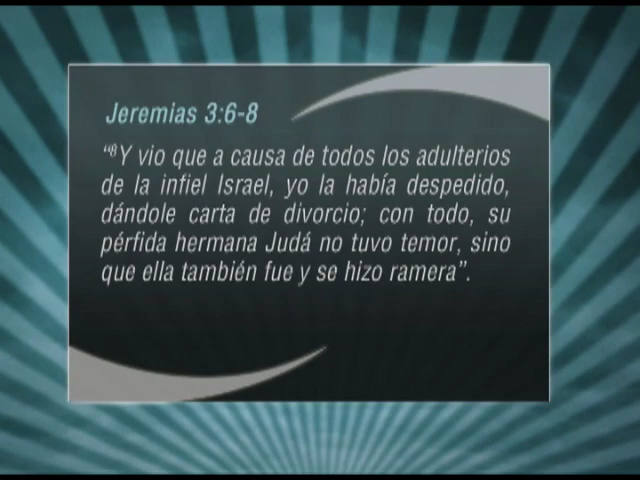 Jeremias 3:6-8
“⁸Y vio que a causa de todos los adulterios
de la infiel Israel, yo la había despedido,
dándole carta de divorcio; con todo, su
pérfida hermana Judá no tuvo temor, sino
que ella también fue y se hizo ramera”.